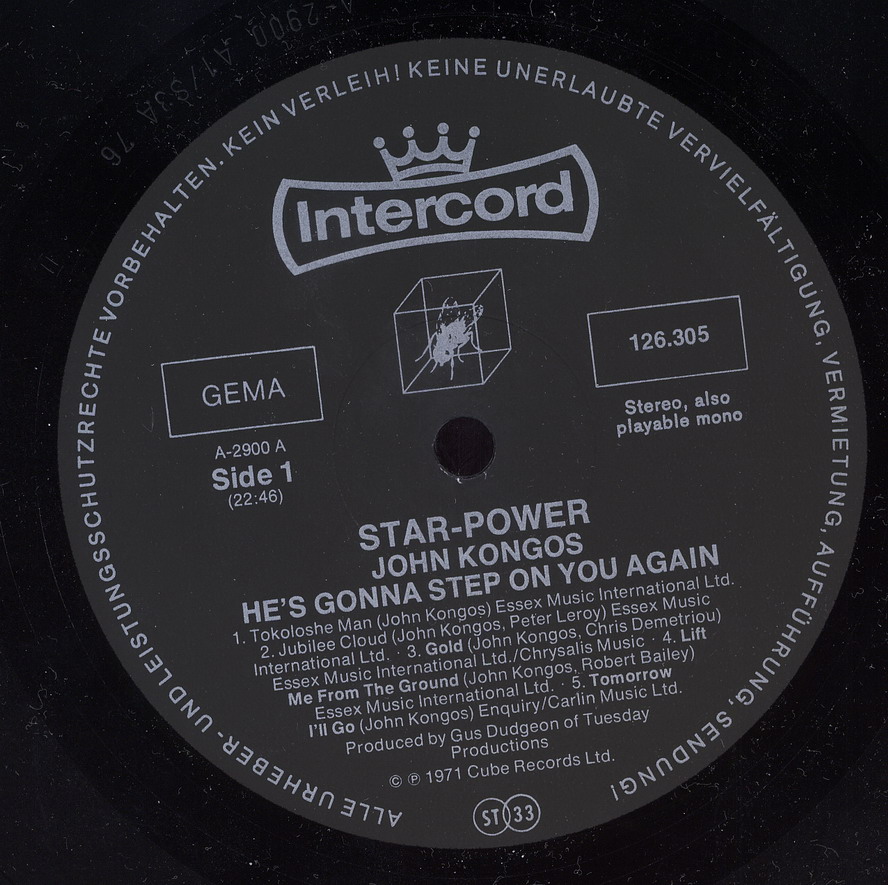 A-2900 A1/S3A 76
ALLE URHEBER- UND LEISTUNGSSCHUTZRECHTE VORBEHALTEN. KEIN VERLEIH! KEINE UNERLAUBTE VERVIELFÄLTIGUNG, VERMIETUNG, AUFFÜHRUNG, SENDUNG!
Intercord
GEMA
126.305
A-2900 A
Side 1
(22:46)
Stereo, also
playable mono
STAR-POWER
JOHN KONGOS
HE'S GONNA STEP ON YOU AGAIN
1. Tokoloshe Man (John Kongos) Essex Music International Ltd.
2. Jubilee Cloud (John Kongos, Peter Leroy) Essex Music
International Ltd. · 3. Gold (John Kongos, Chris Demetriou)
Essex Music International Ltd./Chrysalis Music · 4. Lift
Me From The Ground (John Kongos, Robert Bailey)
Essex Music International Ltd. · 5. Tomorrow
I'll Go (John Kongos) Enquiry/Carlin Music Ltd.
Produced by Gus Dudgeon of Tuesday
Productions
© ℗ 1971 Cube Records Ltd.
ST 33